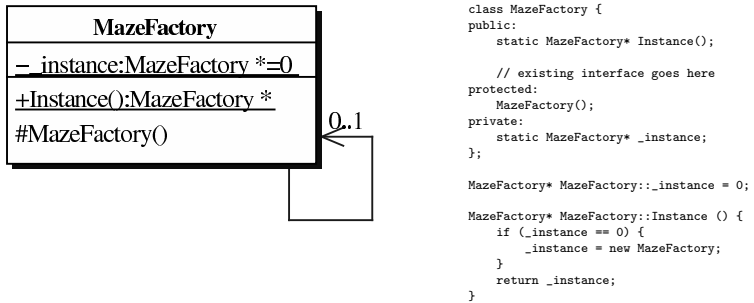 MazeFactory
−_instance:MazeFactory *=0
+Instance():MazeFactory *
#MazeFactory()
0..1
class MazeFactory {
public:
    static MazeFactory* Instance();

    // existing interface goes here
protected:
    MazeFactory();
private:
    static MazeFactory* _instance;
};

MazeFactory* MazeFactory::_instance = 0;

MazeFactory* MazeFactory::Instance () {
    if (_instance == 0) {
        _instance = new MazeFactory;
    }
    return _instance;
}